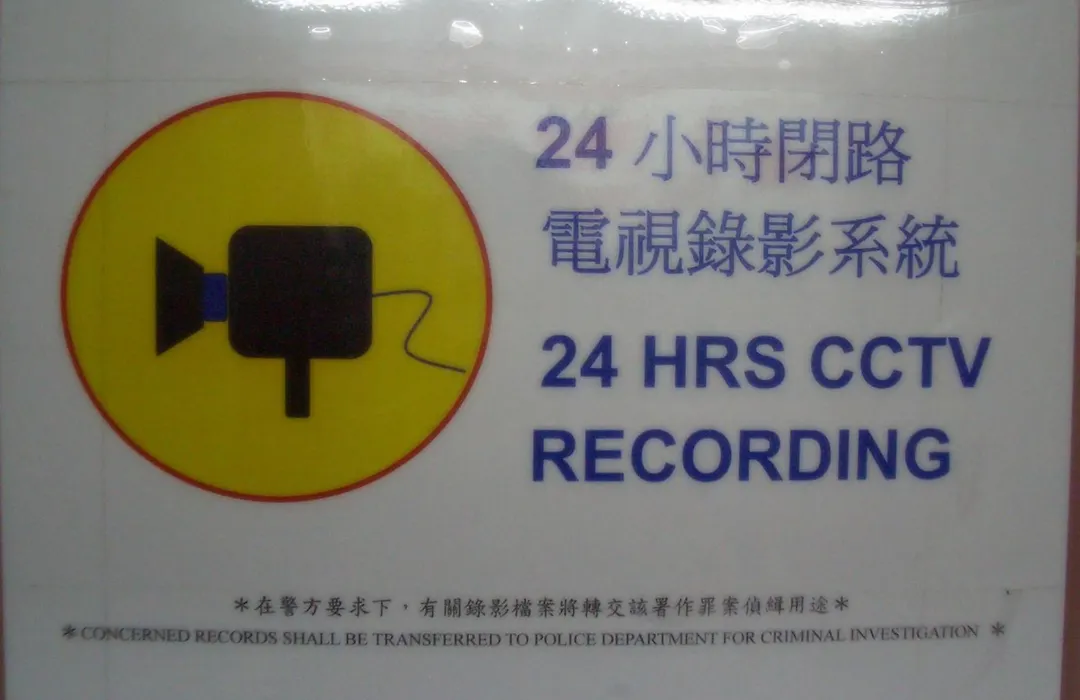 24 小時閉路
電視錄影系統
24 HRS CCTV
RECORDING
*在警方要求下，有關錄影檔案將轉交該署作罪案偵緝用途*
*CONCERNED RECORDS SHALL BE TRANSFERRED TO POLICE DEPARTMENT FOR CRIMINAL INVESTIGATION *